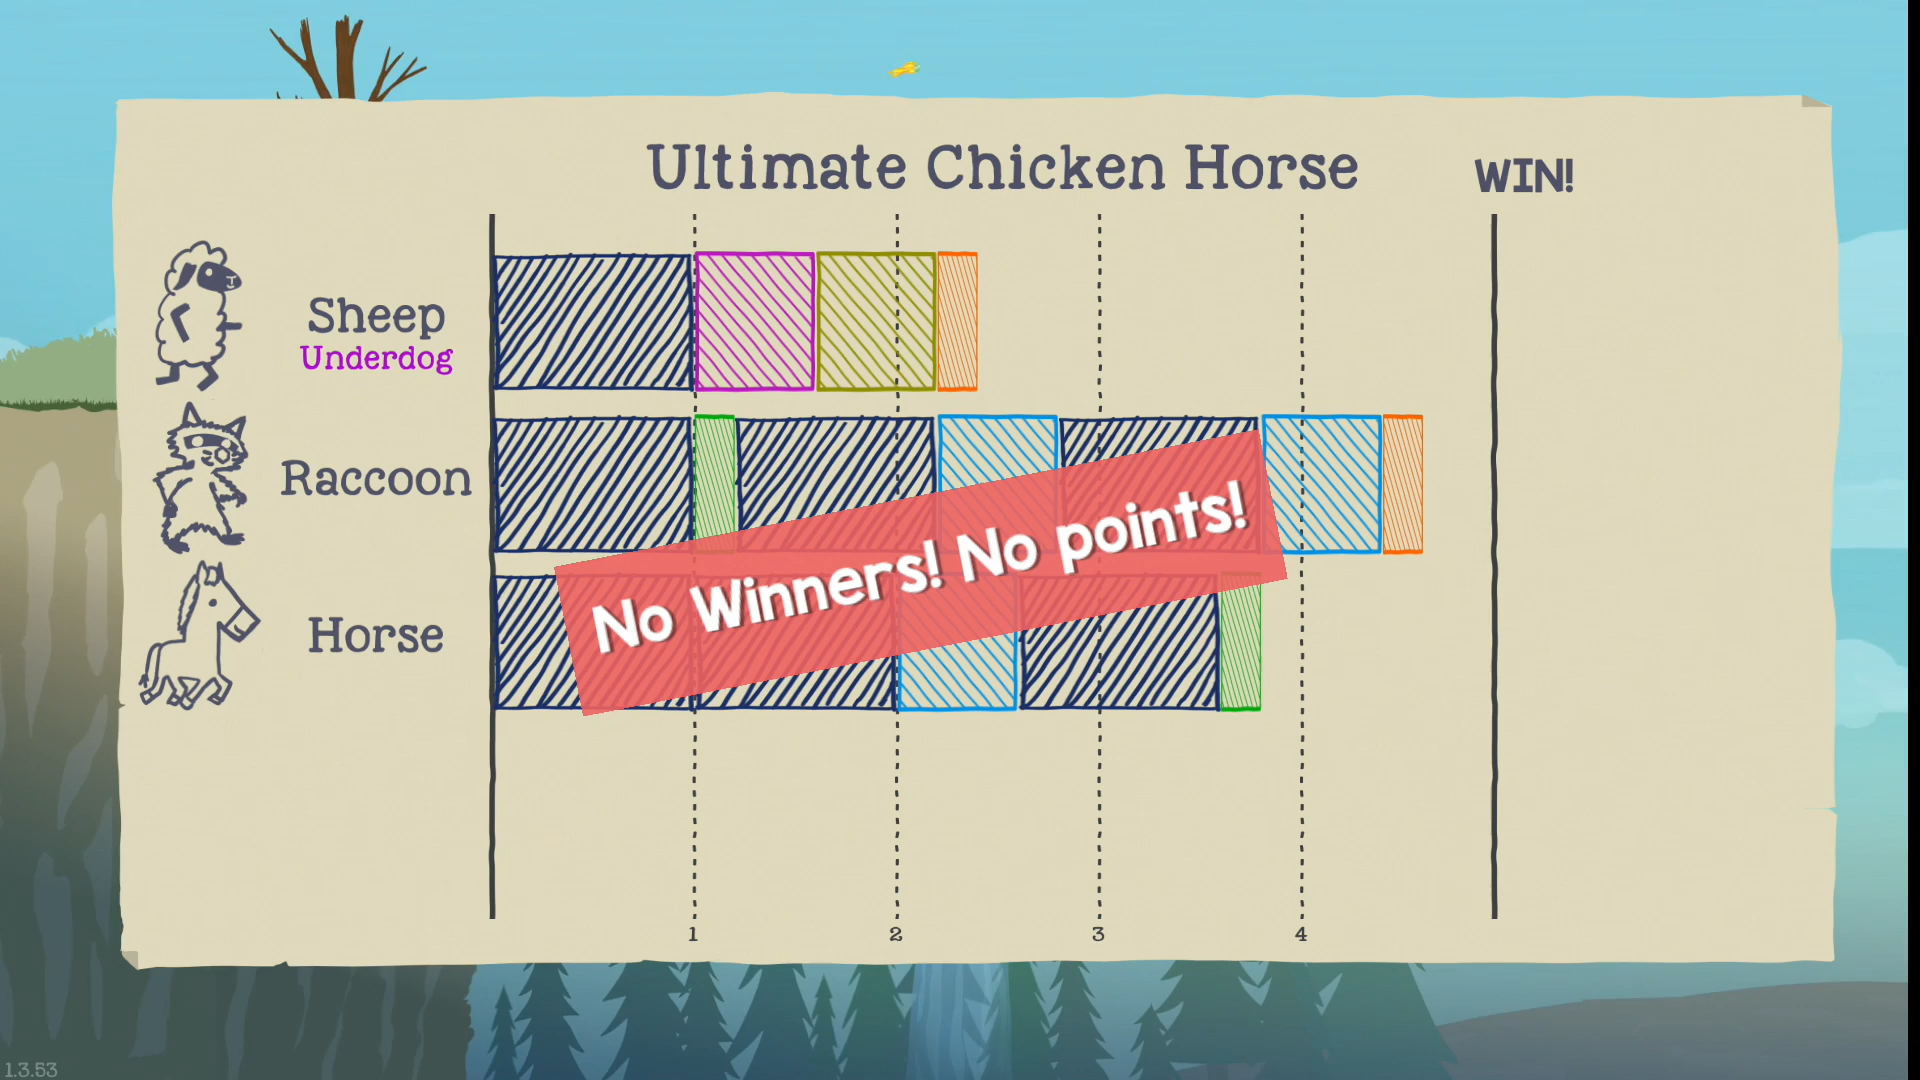 Ultimate Chicken Horse
WIN!
Sheep
Underdog
Raccoon
Horse
No Winners! No points!
1 2 3 4
1.3.53